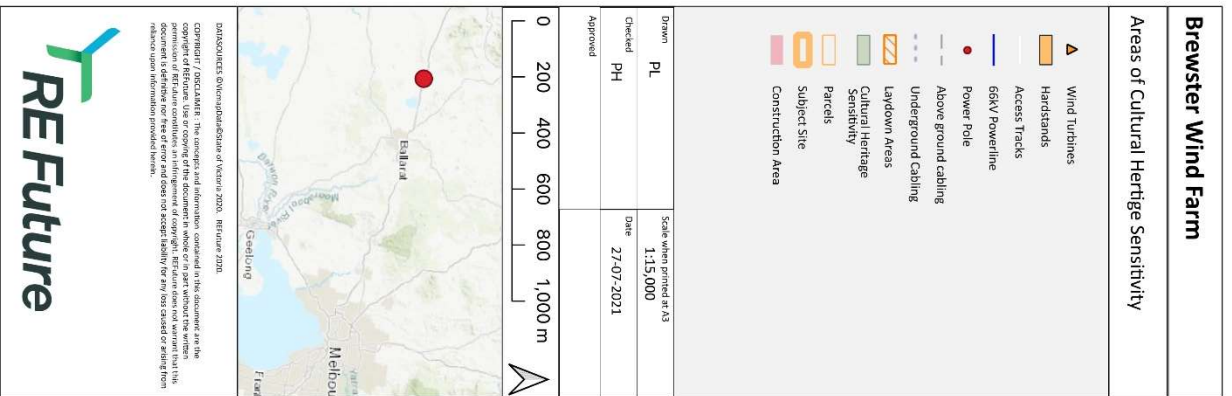 Brewster Wind Farm
Areas of Cultural Hertige Sensitivity
Wind Turbines
Hardstands
Access Tracks
66kV Powerline
Power Pole
Above ground cabling
Underground Cabling
Laydown Areas
Cultural Heritage
Sensitivity
Parcels
Subject Site
Construction Area
Drawn
PL
Scale when printed at A3
1:15,000
Checked
PH
Date
27-07-2021
Approved
0 200 400 600 800 1,000 m
Ballarat
Barwon River
Moorabool River
Geelong
Melbou
Yarra
Fran
DATASOURCES ©VicmapData©State of Victoria 2020. REFuture 2020.
COPYRIGHT / DISCLAIMER : The concepts and information contained in this document are the
copyright of REFuture. Use or copying of the document in whole or in part without the written
permission of REFuture constitutes an infringement of copyright. REFuture does not warrant that this
document is definitive nor free of error and does not accept liability for any loss caused or arising from
reliance upon information provided herein.
RE Future